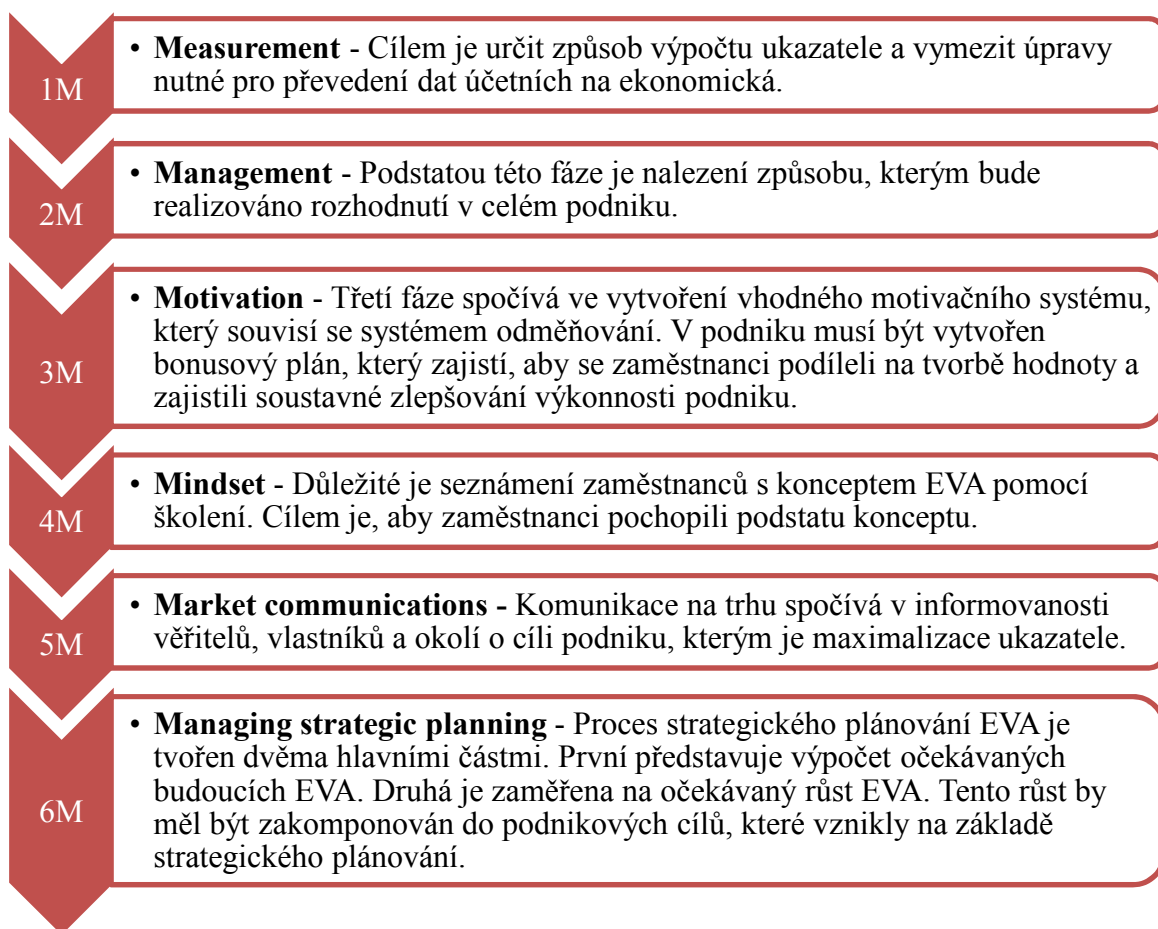 1M
• Measurement - Cílem je určit způsob výpočtu ukazatele a vymezit úpravy
nutné pro převedení dat účetních na ekonomická.
2M
• Management - Podstatou této fáze je nalezení způsobu, kterým bude
realizováno rozhodnutí v celém podniku.
3M
• Motivation - Třetí fáze spočívá ve vytvoření vhodného motivačního systému,
který souvisí se systémem odměňování. V podniku musí být vytvořen
bonusový plán, který zajistí, aby se zaměstnanci podíleli na tvorbě hodnoty a
zajistili soustavné zlepšování výkonnosti podniku.
4M
• Mindset - Důležité je seznámení zaměstnanců s konceptem EVA pomocí
školení. Cílem je, aby zaměstnanci pochopili podstatu konceptu.
5M
• Market communications - Komunikace na trhu spočívá v informovanosti
věřitelů, vlastníků a okolí o cíli podniku, kterým je maximalizace ukazatele.
6M
• Managing strategic planning - Proces strategického plánování EVA je
tvořen dvěma hlavními částmi. První představuje výpočet očekávaných
budoucích EVA. Druhá je zaměřena na očekávaný růst EVA. Tento růst by
měl být zakomponován do podnikových cílů, které vznikly na základě
strategického plánování.